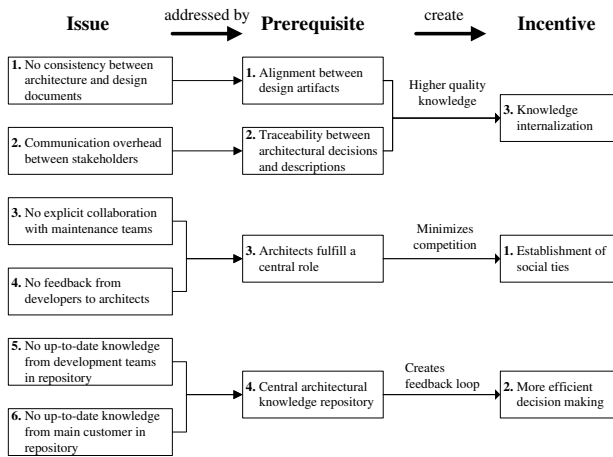 addressed by
create
Issue
Prerequisite
Incentive
1. No consistency between
architecture and design
documents
1. Alignment between
design artifacts
Higher quality
knowledge
3. Knowledge
internalization
2. Communication overhead
between stakeholders
2. Traceability between
architectural decisions
and descriptions
3. No explicit collaboration
with maintenance teams
3. Architects fulfill a
central role
Minimizes
competition
1. Establishment of
social ties
4. No feedback from
developers to architects
5. No up-to-date knowledge
from development teams
in repository
4. Central architectural
knowledge repository
Creates
feedback loop
2. More efficient
decision making
6. No up-to-date knowledge
from main customer in
repository